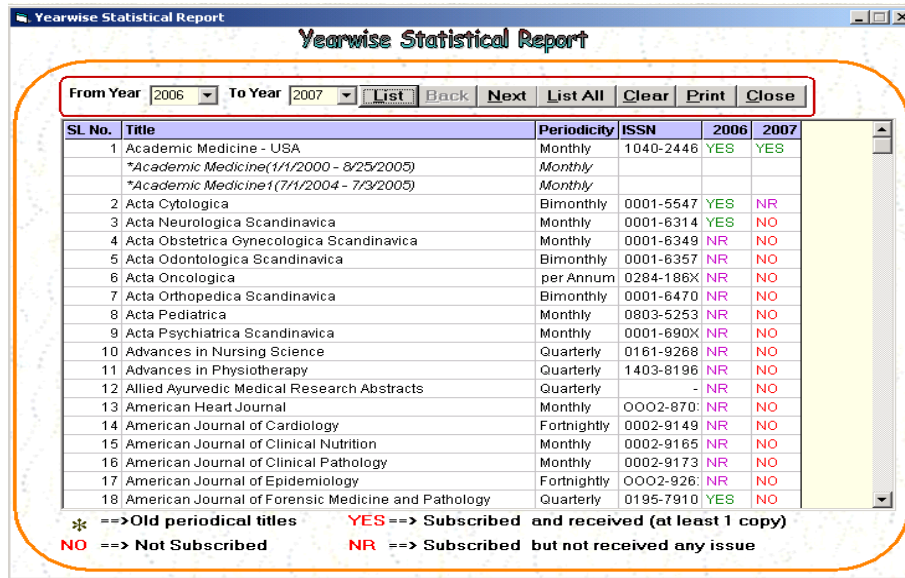 Yearwise Statistical Report
Yearwise Statistical Report
From Year 2006 To Year 2007 List Back Next List All Clear Print Close
SL No. Title Periodicity ISSN 2006 2007
1 Academic Medicine - USA Monthly 1040-2446 YES YES
*Academic Medicine(1/1/2000 - 8/25/2005) Monthly
*Academic Medicine1(7/1/2004 - 7/3/2005) Monthly
2 Acta Cytologica Bimonthly 0001-5547 YES NR
3 Acta Neurologica Scandinavica Monthly 0001-6314 YES NO
4 Acta Obstetrica Gynecologica Scandinavica Monthly 0001-6349 NR NO
5 Acta Odontologica Scandinavica Bimonthly 0001-6357 NR NO
6 Acta Oncologica per Annum 0284-186X NR NO
7 Acta Orthopedica Scandinavica Bimonthly 0001-6470 NR NO
8 Acta Pediatrica Monthly 0803-5253 NR NO
9 Acta Psychiatrica Scandinavica Monthly 0001-690X NR NO
10 Advances in Nursing Science Quarterly 0161-9268 NR NO
11 Advances in Physiotherapy Quarterly 1403-8196 NR NO
12 Allied Ayurvedic Medical Research Abstracts Quarterly - NR NO
13 American Heart Journal Monthly OOO2-870 NR NO
14 American Journal of Cardiology Fortnightly 0002-9149 NR NO
15 American Journal of Clinical Nutrition Monthly 0002-9165 NR NO
16 American Journal of Clinical Pathology Monthly 0002-9173 NR NO
17 American Journal of Epidemiology Fortnightly OOO2-926 NR NO
18 American Journal of Forensic Medicine and Pathology Quarterly 0195-7910 YES NO
* ==>Old periodical titles YES ==> Subscribed and received (at least 1 copy)
NO ==> Not Subscribed NR ==> Subscribed but not received any issue